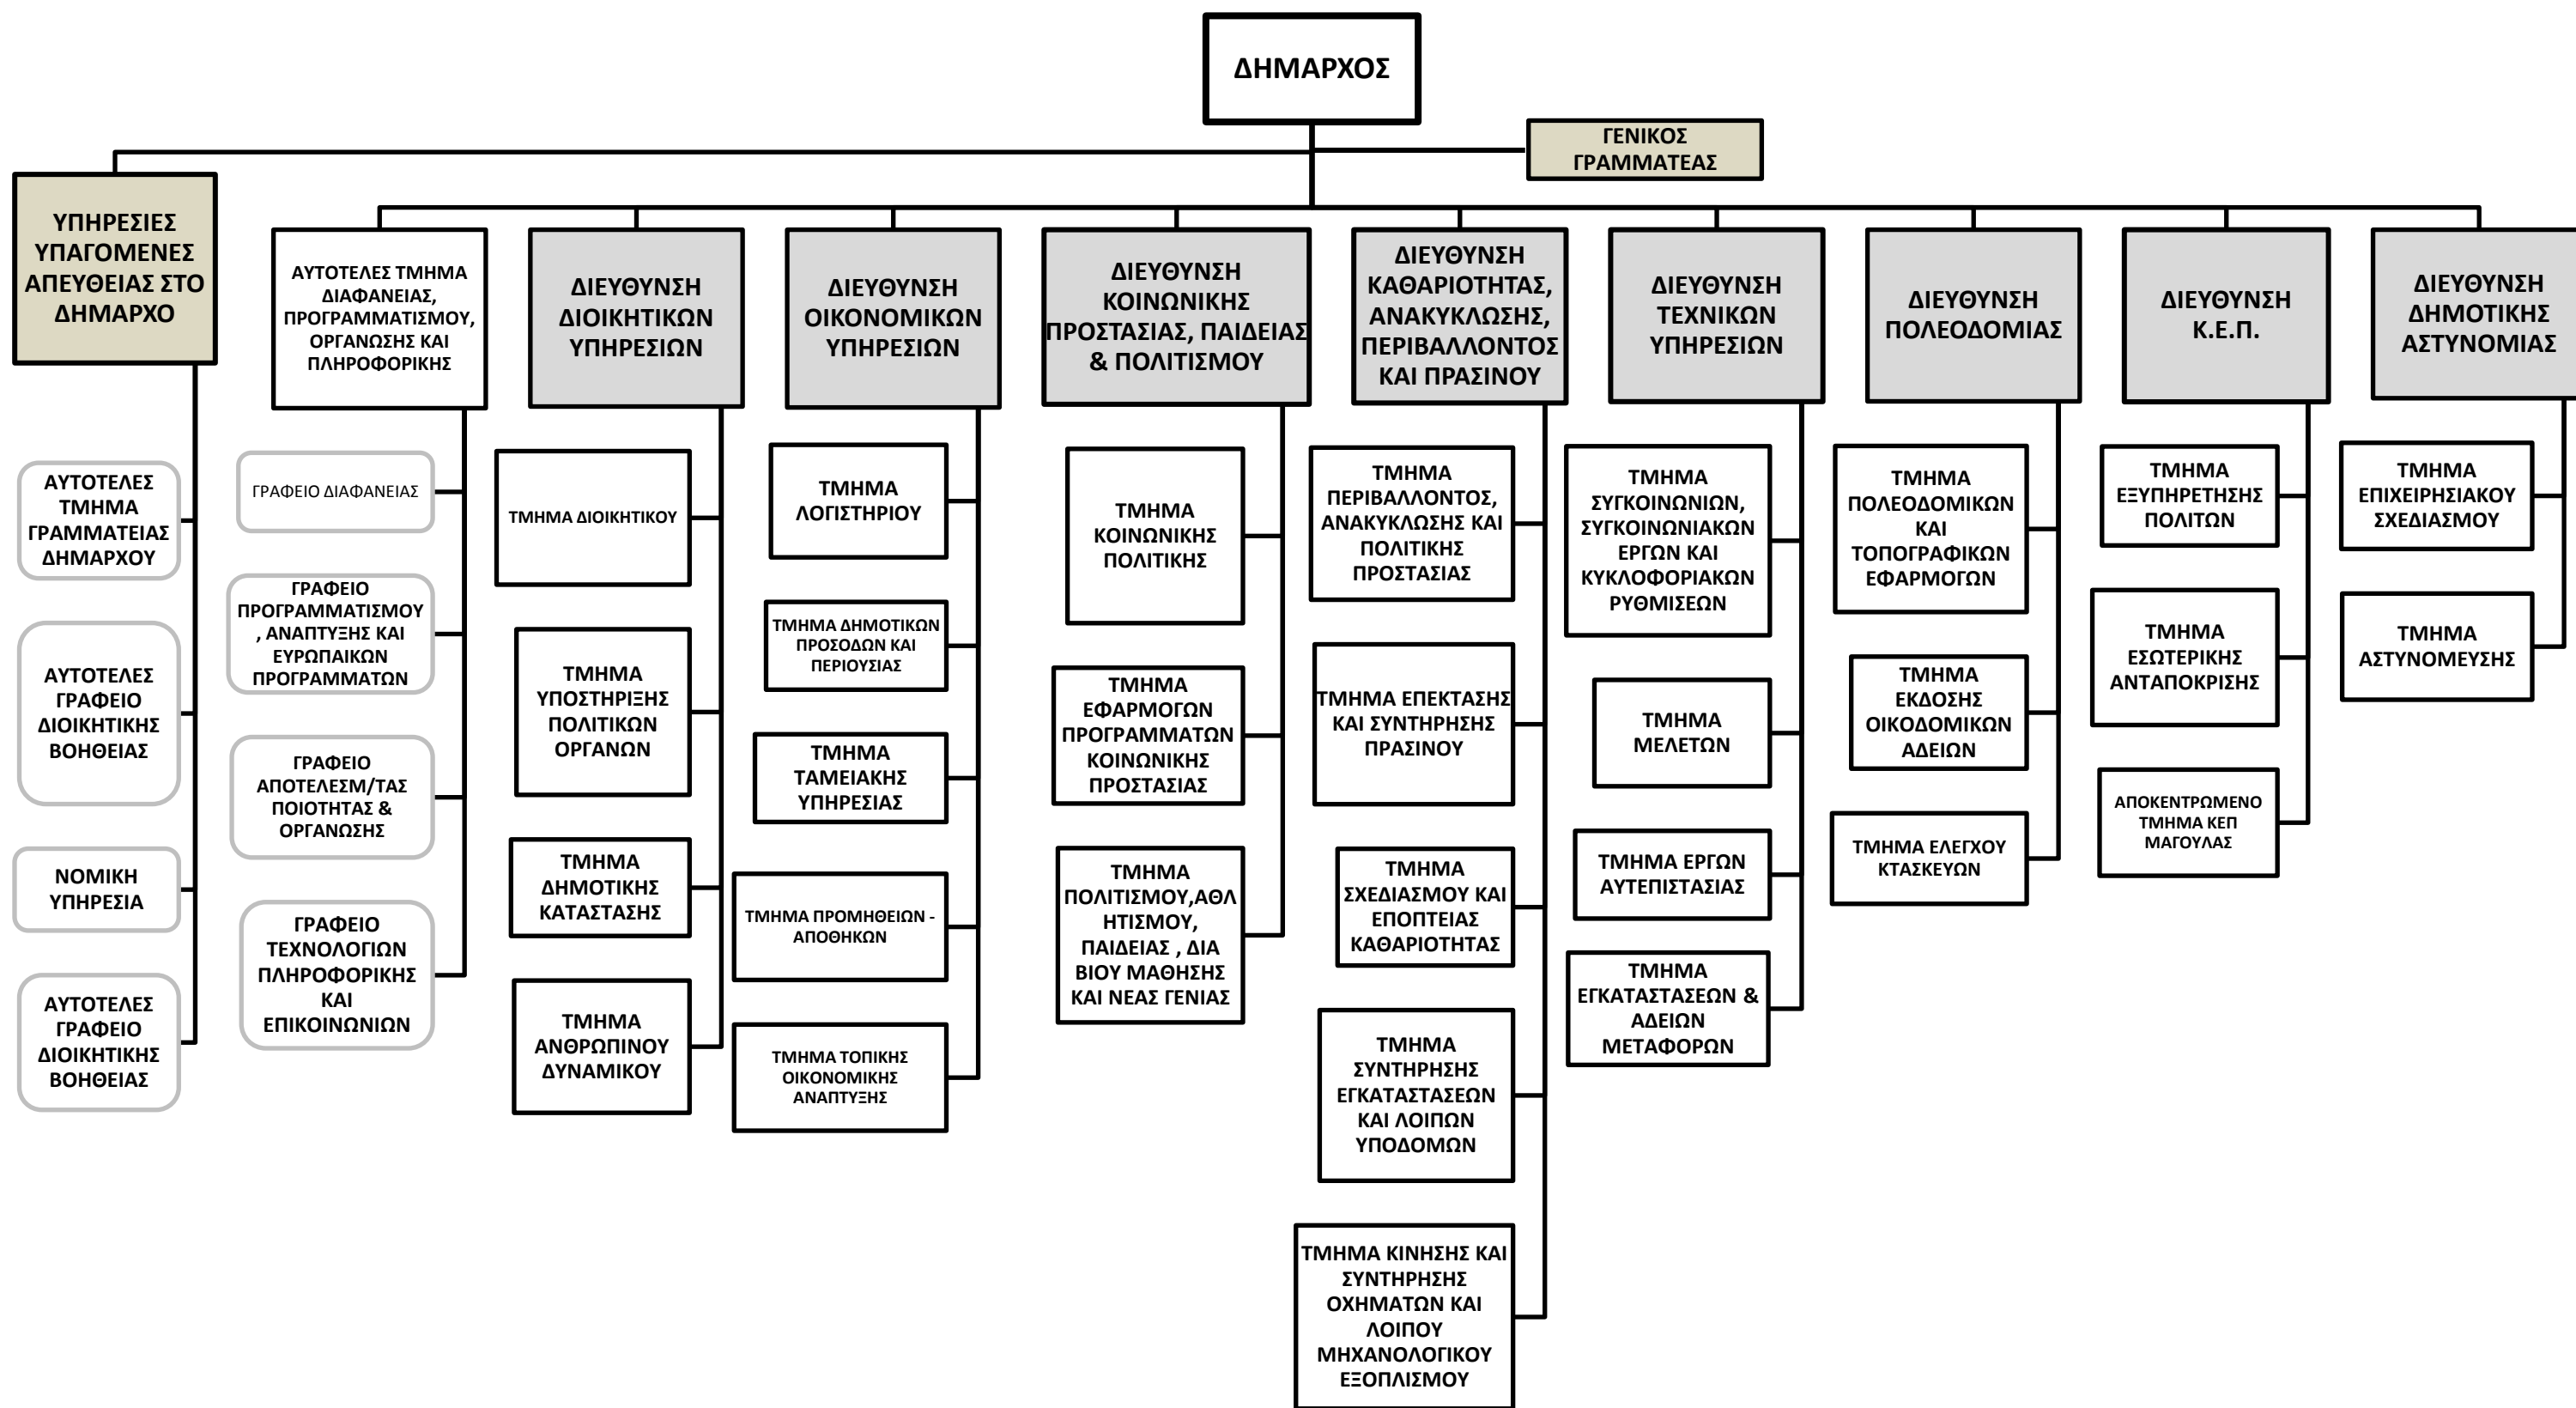 ΔΗΜΑΡΧΟΣ
ΓΕΝΙΚΟΣ
ΓΡΑΜΜΑΤΕΑΣ
ΥΠΗΡΕΣΙΕΣ
ΥΠΑΓΟΜΕΝΕΣ
ΑΠΕΥΘΕΙΑΣ ΣΤΟ
ΔΗΜΑΡΧΟ
ΑΥΤΟΤΕΛΕΣ
ΤΜΗΜΑ
ΓΡΑΜΜΑΤΕΙΑΣ
ΔΗΜΑΡΧΟΥ
ΑΥΤΟΤΕΛΕΣ
ΓΡΑΦΕΙΟ
ΔΙΟΙΚΗΤΙΚΗΣ
ΒΟΗΘΕΙΑΣ
ΝΟΜΙΚΗ
ΥΠΗΡΕΣΙΑ
ΑΥΤΟΤΕΛΕΣ
ΓΡΑΦΕΙΟ
ΔΙΟΙΚΗΤΙΚΗΣ
ΒΟΗΘΕΙΑΣ
ΑΥΤΟΤΕΛΕΣ ΤΜΗΜΑ
ΔΙΑΦΑΝΕΙΑΣ,
ΠΡΟΓΡΑΜΜΑΤΙΣΜΟΥ,
ΟΡΓΑΝΩΣΗΣ ΚΑΙ
ΠΛΗΡΟΦΟΡΙΚΗΣ
ΓΡΑΦΕΙΟ ΔΙΑΦΑΝΕΙΑΣ
ΓΡΑΦΕΙΟ
ΠΡΟΓΡΑΜΜΑΤΙΣΜΟΥ
, ΑΝΑΠΤΥΞΗΣ ΚΑΙ
ΕΥΡΩΠΑΙΚΩΝ
ΠΡΟΓΡΑΜΜΑΤΩΝ
ΓΡΑΦΕΙΟ
ΑΠΟΤΕΛΕΣΜ/ΤΑΣ
ΠΟΙΟΤΗΤΑΣ &
ΟΡΓΑΝΩΣΗΣ
ΓΡΑΦΕΙΟ
ΤΕΧΝΟΛΟΓΙΩΝ
ΠΛΗΡΟΦΟΡΙΚΗΣ
ΚΑΙ
ΕΠΙΚΟΙΝΩΝΙΩΝ
ΔΙΕΥΘΥΝΣΗ
ΔΙΟΙΚΗΤΙΚΩΝ
ΥΠΗΡΕΣΙΩΝ
ΤΜΗΜΑ ΔΙΟΙΚΗΤΙΚΟΥ
ΤΜΗΜΑ
ΥΠΟΣΤΗΡΙΞΗΣ
ΠΟΛΙΤΙΚΩΝ
ΟΡΓΑΝΩΝ
ΤΜΗΜΑ
ΔΗΜΟΤΙΚΗΣ
ΚΑΤΑΣΤΑΣΗΣ
ΤΜΗΜΑ
ΑΝΘΡΩΠΙΝΟΥ
ΔΥΝΑΜΙΚΟΥ
ΔΙΕΥΘΥΝΣΗ
ΟΙΚΟΝΟΜΙΚΩΝ
ΥΠΗΡΕΣΙΩΝ
ΤΜΗΜΑ
ΛΟΓΙΣΤΗΡΙΟΥ
ΤΜΗΜΑ ΔΗΜΟΤΙΚΩΝ
ΠΡΟΣΟΔΩΝ ΚΑΙ
ΠΕΡΙΟΥΣΙΑΣ
ΤΜΗΜΑ
ΤΑΜΕΙΑΚΗΣ
ΥΠΗΡΕΣΙΑΣ
ΤΜΗΜΑ ΠΡΟΜΗΘΕΙΩΝ -
ΑΠΟΘΗΚΩΝ
ΤΜΗΜΑ ΤΟΠΙΚΗΣ
ΟΙΚΟΝΟΜΙΚΗΣ
ΑΝΑΠΤΥΞΗΣ
ΔΙΕΥΘΥΝΣΗ
ΚΟΙΝΩΝΙΚΗΣ
ΠΡΟΣΤΑΣΙΑΣ, ΠΑΙΔΕΙΑΣ
& ΠΟΛΙΤΙΣΜΟΥ
ΤΜΗΜΑ
ΚΟΙΝΩΝΙΚΗΣ
ΠΟΛΙΤΙΚΗΣ
ΤΜΗΜΑ
ΕΦΑΡΜΟΓΩΝ
ΠΡΟΓΡΑΜΜΑΤΩΝ
ΚΟΙΝΩΝΙΚΗΣ
ΠΡΟΣΤΑΣΙΑΣ
ΤΜΗΜΑ
ΠΟΛΙΤΙΣΜΟΥ,ΑΘΛ
ΗΤΙΣΜΟΥ,
ΠΑΙΔΕΙΑΣ , ΔΙΑ
ΒΙΟΥ ΜΑΘΗΣΗΣ
ΚΑΙ ΝΕΑΣ ΓΕΝΙΑΣ
ΔΙΕΥΘΥΝΣΗ
ΚΑΘΑΡΙΟΤΗΤΑΣ,
ΑΝΑΚΥΚΛΩΣΗΣ,
ΠΕΡΙΒΑΛΛΟΝΤΟΣ
ΚΑΙ ΠΡΑΣΙΝΟΥ
ΤΜΗΜΑ
ΠΕΡΙΒΑΛΛΟΝΤΟΣ,
ΑΝΑΚΥΚΛΩΣΗΣ ΚΑΙ
ΠΟΛΙΤΙΚΗΣ
ΠΡΟΣΤΑΣΙΑΣ
ΤΜΗΜΑ ΕΠΕΚΤΑΣΗΣ
ΚΑΙ ΣΥΝΤΗΡΗΣΗΣ
ΠΡΑΣΙΝΟΥ
ΤΜΗΜΑ
ΣΧΕΔΙΑΣΜΟΥ ΚΑΙ
ΕΠΟΠΤΕΙΑΣ
ΚΑΘΑΡΙΟΤΗΤΑΣ
ΤΜΗΜΑ
ΣΥΝΤΗΡΗΣΗΣ
ΕΓΚΑΤΑΣΤΑΣΕΩΝ
ΚΑΙ ΛΟΙΠΩΝ
ΥΠΟΔΟΜΩΝ
ΤΜΗΜΑ ΚΙΝΗΣΗΣ ΚΑΙ
ΣΥΝΤΗΡΗΣΗΣ
ΟΧΗΜΑΤΩΝ ΚΑΙ
ΛΟΙΠΟΥ
ΜΗΧΑΝΟΛΟΓΙΚΟΥ
ΕΞΟΠΛΙΣΜΟΥ
ΔΙΕΥΘΥΝΣΗ
ΤΕΧΝΙΚΩΝ
ΥΠΗΡΕΣΙΩΝ
ΤΜΗΜΑ
ΣΥΓΚΟΙΝΩΝΙΩΝ,
ΣΥΓΚΟΙΝΩΝΙΑΚΩΝ
ΕΡΓΩΝ ΚΑΙ
ΚΥΚΛΟΦΟΡΙΑΚΩΝ
ΡΥΘΜΙΣΕΩΝ
ΤΜΗΜΑ
ΜΕΛΕΤΩΝ
ΤΜΗΜΑ ΕΡΓΩΝ
ΑΥΤΕΠΙΣΤΑΣΙΑΣ
ΤΜΗΜΑ
ΕΓΚΑΤΑΣΤΑΣΕΩΝ &
ΑΔΕΙΩΝ
ΜΕΤΑΦΟΡΩΝ
ΔΙΕΥΘΥΝΣΗ
ΠΟΛΕΟΔΟΜΙΑΣ
ΤΜΗΜΑ
ΠΟΛΕΟΔΟΜΙΚΩΝ
ΚΑΙ
ΤΟΠΟΓΡΑΦΙΚΩΝ
ΕΦΑΡΜΟΓΩΝ
ΤΜΗΜΑ
ΕΚΔΟΣΗΣ
ΟΙΚΟΔΟΜΙΚΩΝ
ΑΔΕΙΩΝ
ΤΜΗΜΑ ΕΛΕΓΧΟΥ
ΚΤΑΣΚΕΥΩΝ
ΔΙΕΥΘΥΝΣΗ
Κ.Ε.Π.
ΤΜΗΜΑ
ΕΞΥΠΗΡΕΤΗΣΗΣ
ΠΟΛΙΤΩΝ
ΤΜΗΜΑ
ΕΣΩΤΕΡΙΚΗΣ
ΑΝΤΑΠΟΚΡΙΣΗΣ
ΑΠΟΚΕΝΤΡΩΜΕΝΟ
ΤΜΗΜΑ ΚΕΠ
ΜΑΓΟΥΛΑΣ
ΔΙΕΥΘΥΝΣΗ
ΔΗΜΟΤΙΚΗΣ
ΑΣΤΥΝΟΜΙΑΣ
ΤΜΗΜΑ
ΕΠΙΧΕΙΡΗΣΙΑΚΟΥ
ΣΧΕΔΙΑΣΜΟΥ
ΤΜΗΜΑ
ΑΣΤΥΝΟΜΕΥΣΗΣ